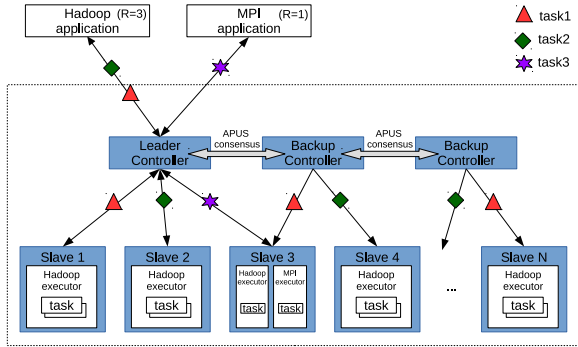 Hadoop (R=3)
application
MPI (R=1)
application
task1
task2
task3
Leader
Controller
APUS
consensus
Backup
Controller
APUS
consensus
Backup
Controller
Slave 1
Hadoop
executor
task
Slave 2
Hadoop
executor
task
Slave 3
Hadoop
executor
task
MPI
executor
task
Slave 4
Hadoop
executor
task
...
Slave N
Hadoop
executor
task